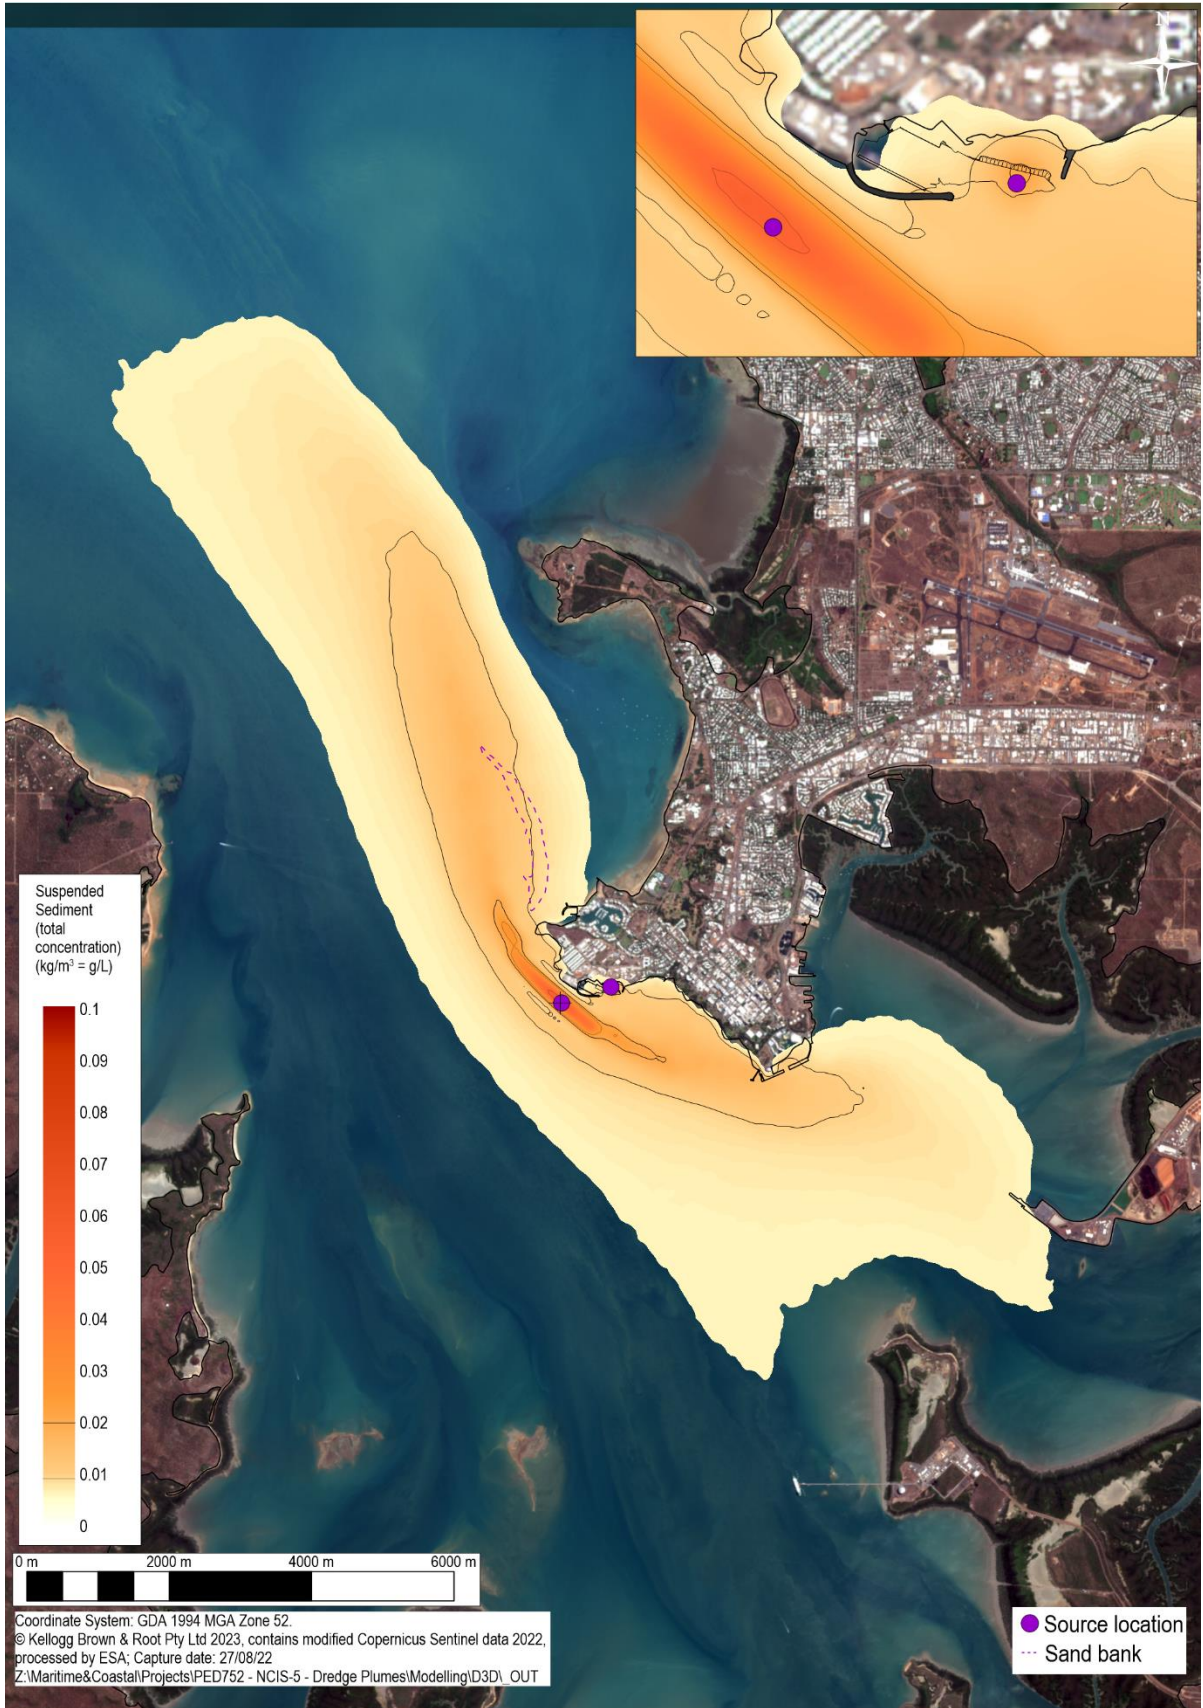 N
Suspended
Sediment
(total
concentration)
(kg/m³ = g/L)
0.1
0.09
0.08
0.07
0.06
0.05
0.04
0.03
0.02
0.01
0
0 m 2000 m 4000 m 6000 m
Coordinate System: GDA 1994 MGA Zone 52.
© Kellogg Brown & Root Pty Ltd 2023, contains modified Copernicus Sentinel data 2022,
processed by ESA; Capture date: 27/08/22
Z:\Maritime&Coastal\Projects\PED752 - NCIS-5 - Dredge Plumes\Modelling\D3D\_OUT
Source location
Sand bank